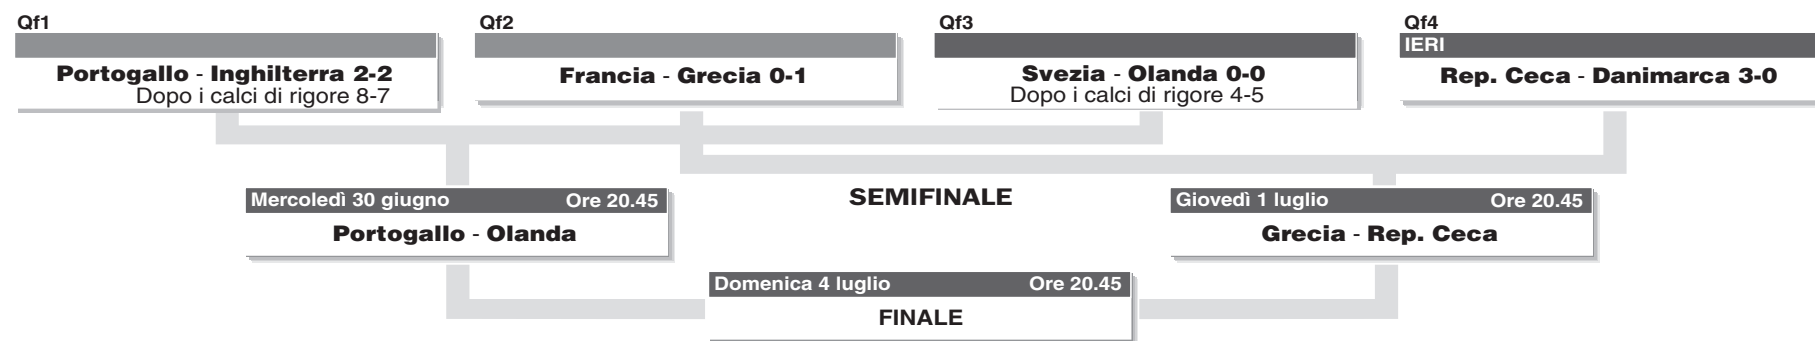 Qf1
Portogallo - Inghilterra 2-2
Dopo i calci di rigore 8-7
Qf2
Francia - Grecia 0-1
Qf3
Svezia - Olanda 0-0
Dopo i calci di rigore 4-5
Qf4
IERI
Rep. Ceca - Danimarca 3-0
Mercoledì 30 giugno Ore 20.45
Portogallo - Olanda
SEMIFINALE
Giovedì 1 luglio Ore 20.45
Grecia - Rep. Ceca
Domenica 4 luglio Ore 20.45
FINALE